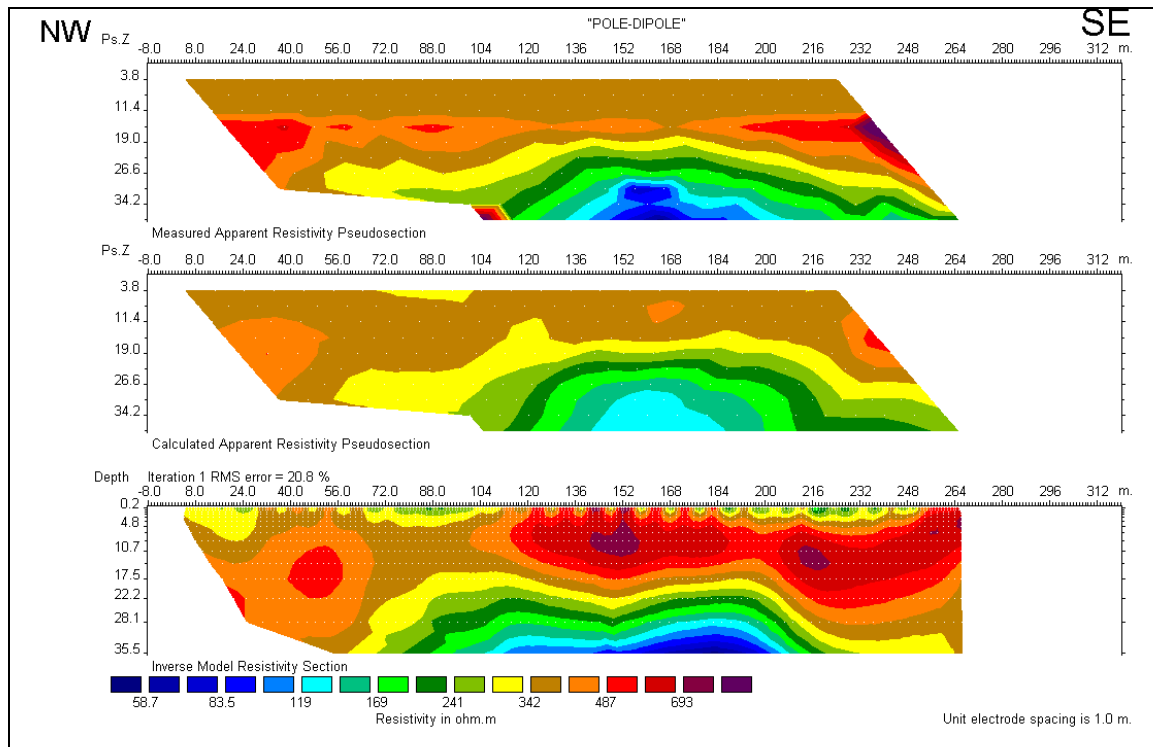 NW "POLE-DIPOLE" SE
Ps.Z
-8.0 8.0 24.0 40.0 56.0 72.0 88.0 104 120 136 152 168 184 200 216 232 248 264 280 296 312 m.
3.8
11.4
19.0
26.6
34.2
Measured Apparent Resistivity Pseudosection
Ps.Z
-8.0 8.0 24.0 40.0 56.0 72.0 88.0 104 120 136 152 168 184 200 216 232 248 264 280 296 312 m.
3.8
11.4
19.0
26.6
34.2
Calculated Apparent Resistivity Pseudosection
Depth Iteration 1 RMS error = 20.8 %
-8.0 8.0 24.0 40.0 56.0 72.0 88.0 104 120 136 152 168 184 200 216 232 248 264 280 296 312 m.
0.2
4.8
10.7
17.5
22.2
28.1
35.5
Inverse Model Resistivity Section
58.7 83.5 119 169 241 342 487 693
Resistivity in ohm.m Unit electrode spacing is 1.0 m.